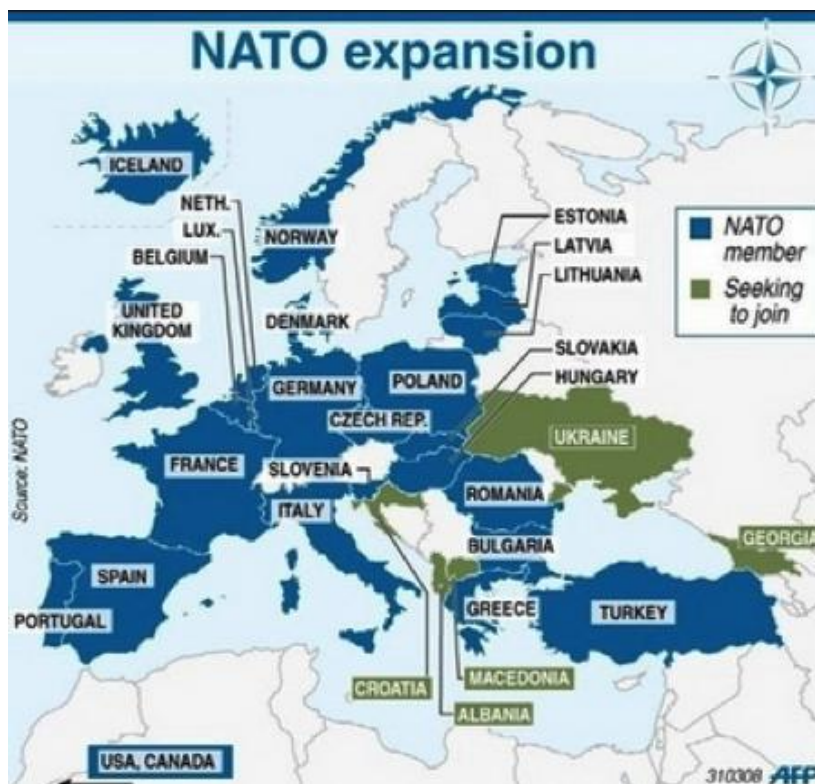 NATO expansion
ICELAND
NETH.
LUX.
BELGIUM
NORWAY
ESTONIA
LATVIA
LITHUANIA
NATO
member
Seeking
to join
UNITED
KINGDOM
DENMARK
SLOVAKIA
HUNGARY
GERMANY
POLAND
CZECH REP.
UKRAINE
FRANCE
SLOVENIA
ROMANIA
ITALY
BULGARIA
GEORGIA
SPAIN
PORTUGAL
GREECE
TURKEY
CROATIA
MACEDONIA
ALBANIA
USA, CANADA
Source: NATO
310308 AFP